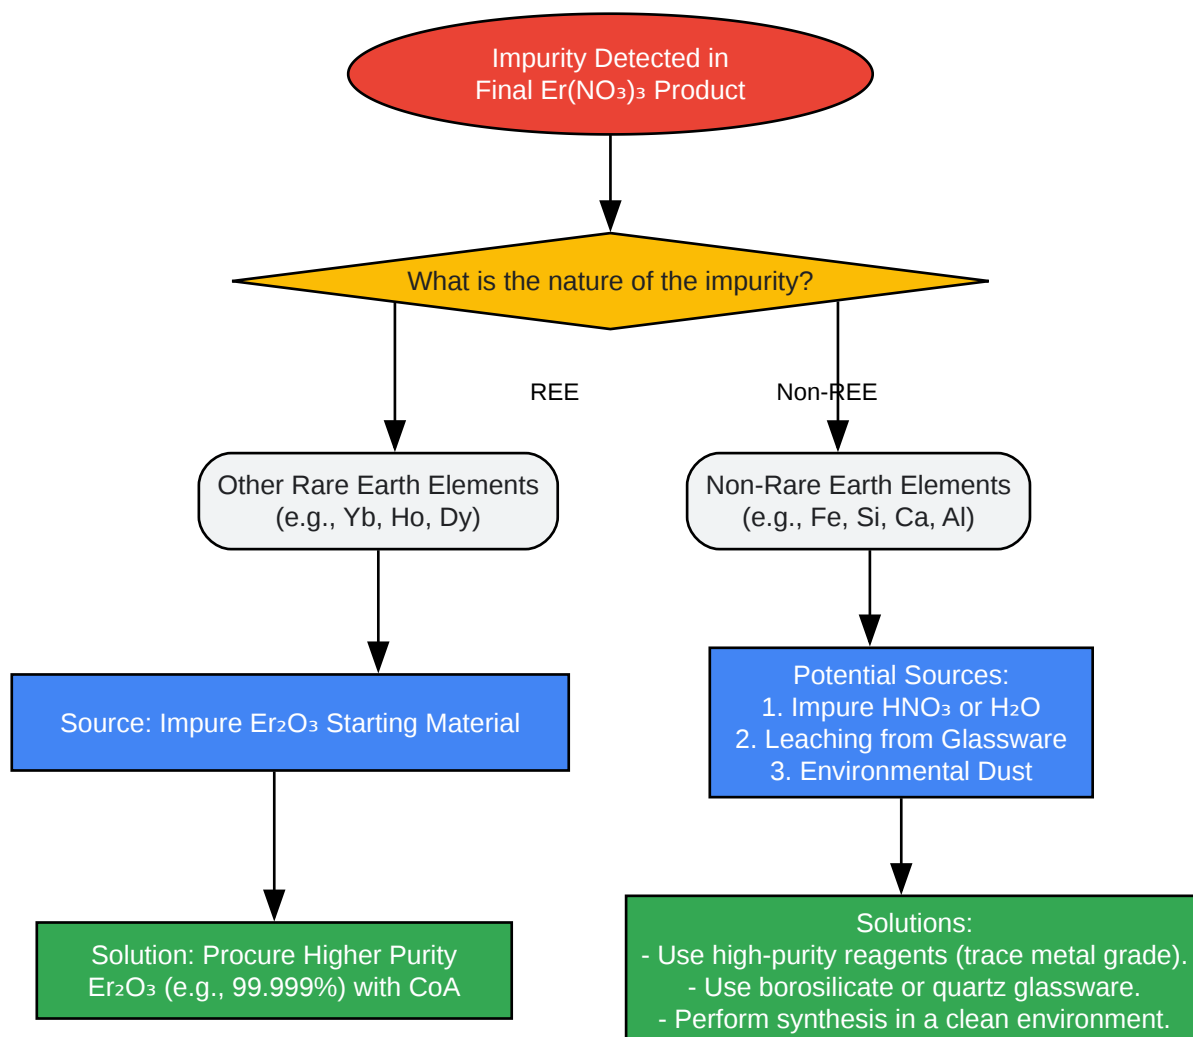 Impurity Detected in
Final Er(NO₃)₃ Product
What is the nature of the impurity?
REE
Non-REE
Other Rare Earth Elements
(e.g., Yb, Ho, Dy)
Non-Rare Earth Elements
(e.g., Fe, Si, Ca, Al)
Source: Impure Er₂O₃ Starting Material
Potential Sources:
1. Impure HNO₃ or H₂O
2. Leaching from Glassware
3. Environmental Dust
Solution: Procure Higher Purity
Er₂O₃ (e.g., 99.999%) with CoA
Solutions:
- Use high-purity reagents (trace metal grade).
- Use borosilicate or quartz glassware.
- Perform synthesis in a clean environment.